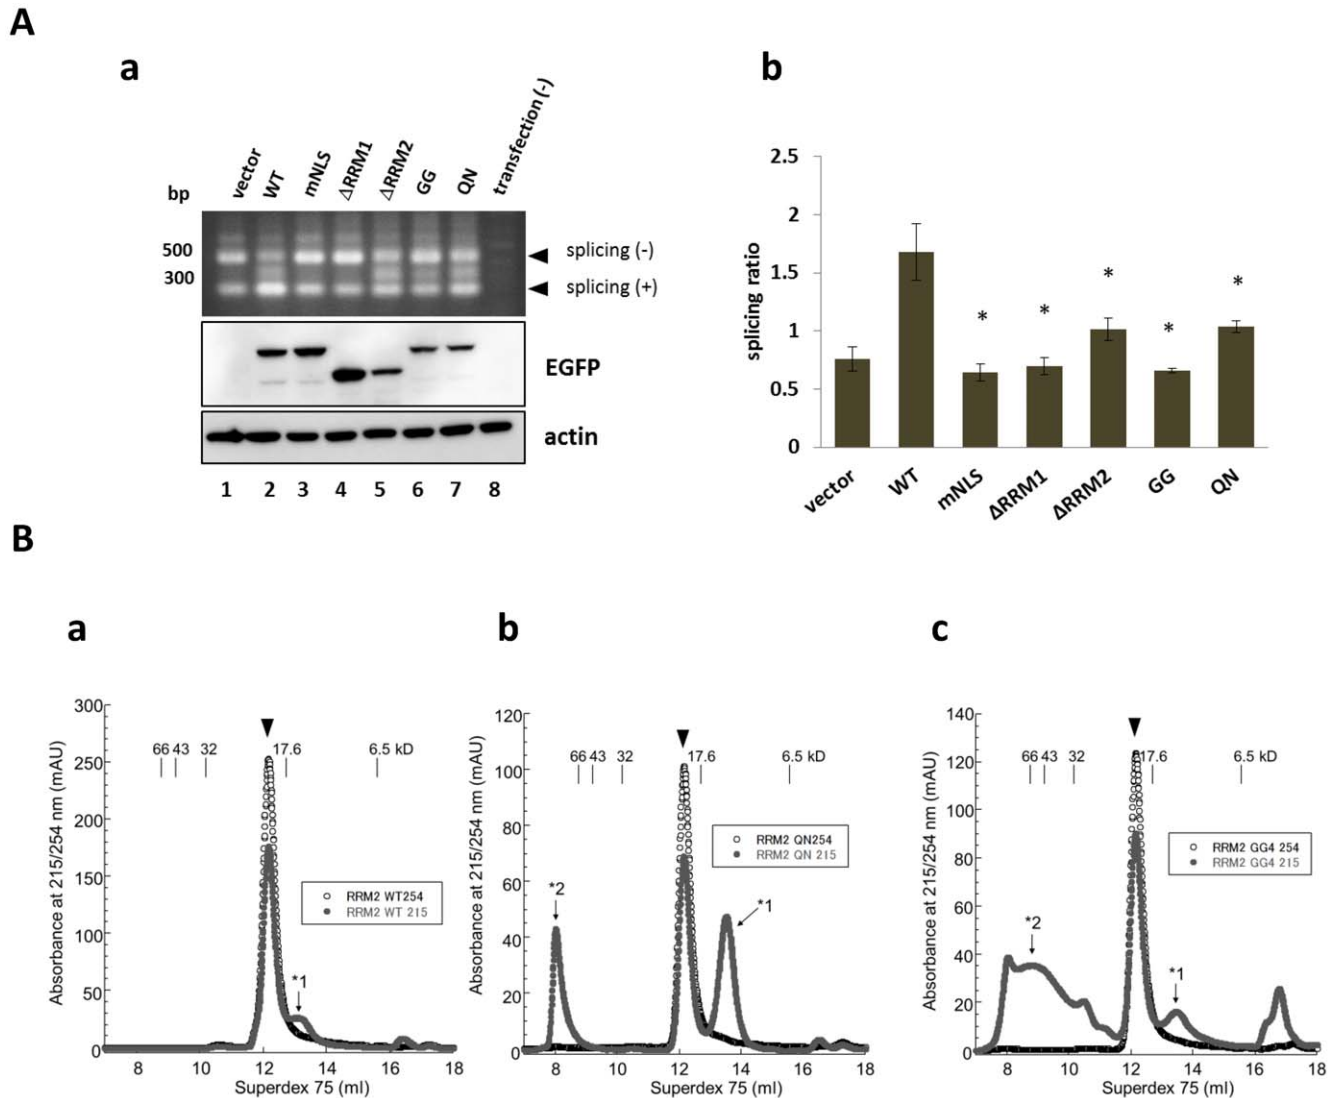 A
a
vector WT mNLS ΔRRM1 ΔRRM2 GG QN transfection (-)
bp
500
300
splicing (-)
splicing (+)
EGFP
actin
1 2 3 4 5 6 7 8
b
splicing ratio
2.5
2
1.5
1
0.5
0
* * * * *
vector WT mNLS ΔRRM1 ΔRRM2 GG QN
B
a
Absorbance at 215/254 nm (mAU)
300
250
200
150
100
50
0
66 43 32 17.6 6.5 kD
RRM2 WT254
RRM2 WT 215
*1
8 10 12 14 16 18
Superdex 75 (ml)
b
Absorbance at 215/254 nm (mAU)
120
100
80
60
40
20
0
66 43 32 17.6 6.5 kD
RRM2 QN254
RRM2 QN 215
*2
*1
8 10 12 14 16 18
Superdex 75 (ml)
c
Absorbance at 215/254 nm (mAU)
140
120
100
80
60
40
20
0
66 43 32 17.6 6.5 kD
RRM2 GG4 254
RRM2 GG4 215
*2
*1
8 10 12 14 16 18
Superdex 75 (ml)